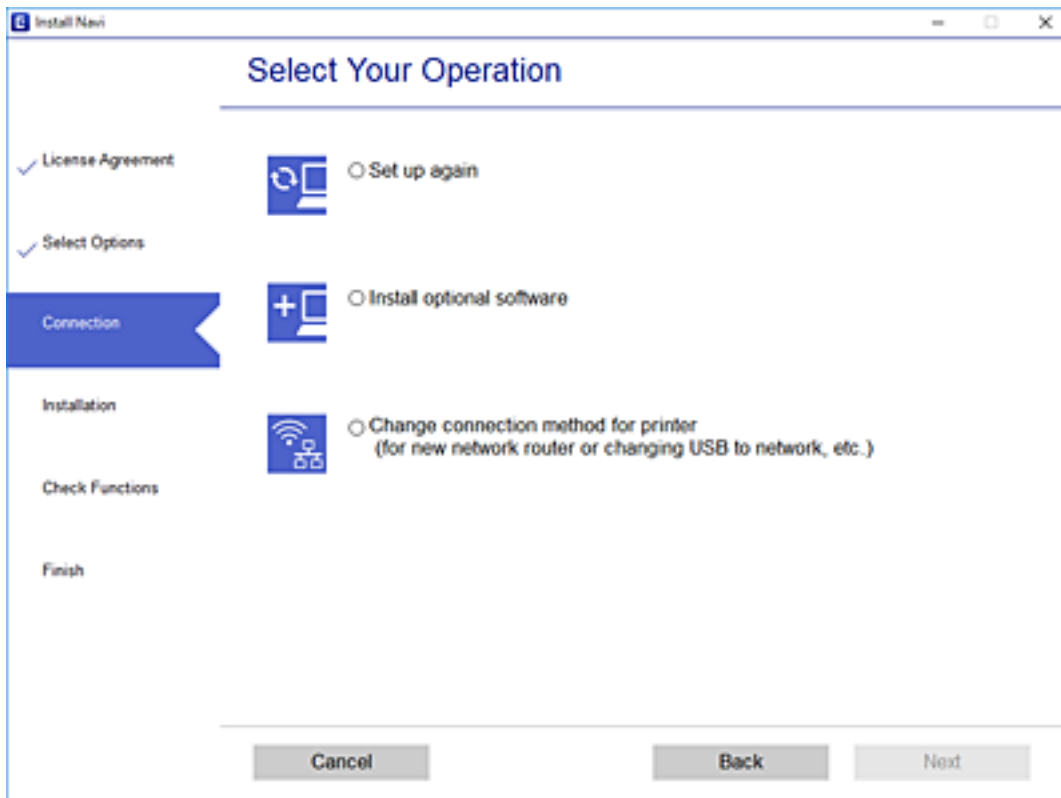 Install Navi
Select Your Operation
License Agreement
Select Options
Connection
Installation
Check Functions
Finish
Set up again
Install optional software
Change connection method for printer
(for new network router or changing USB to network, etc.)
Cancel
Back
Next